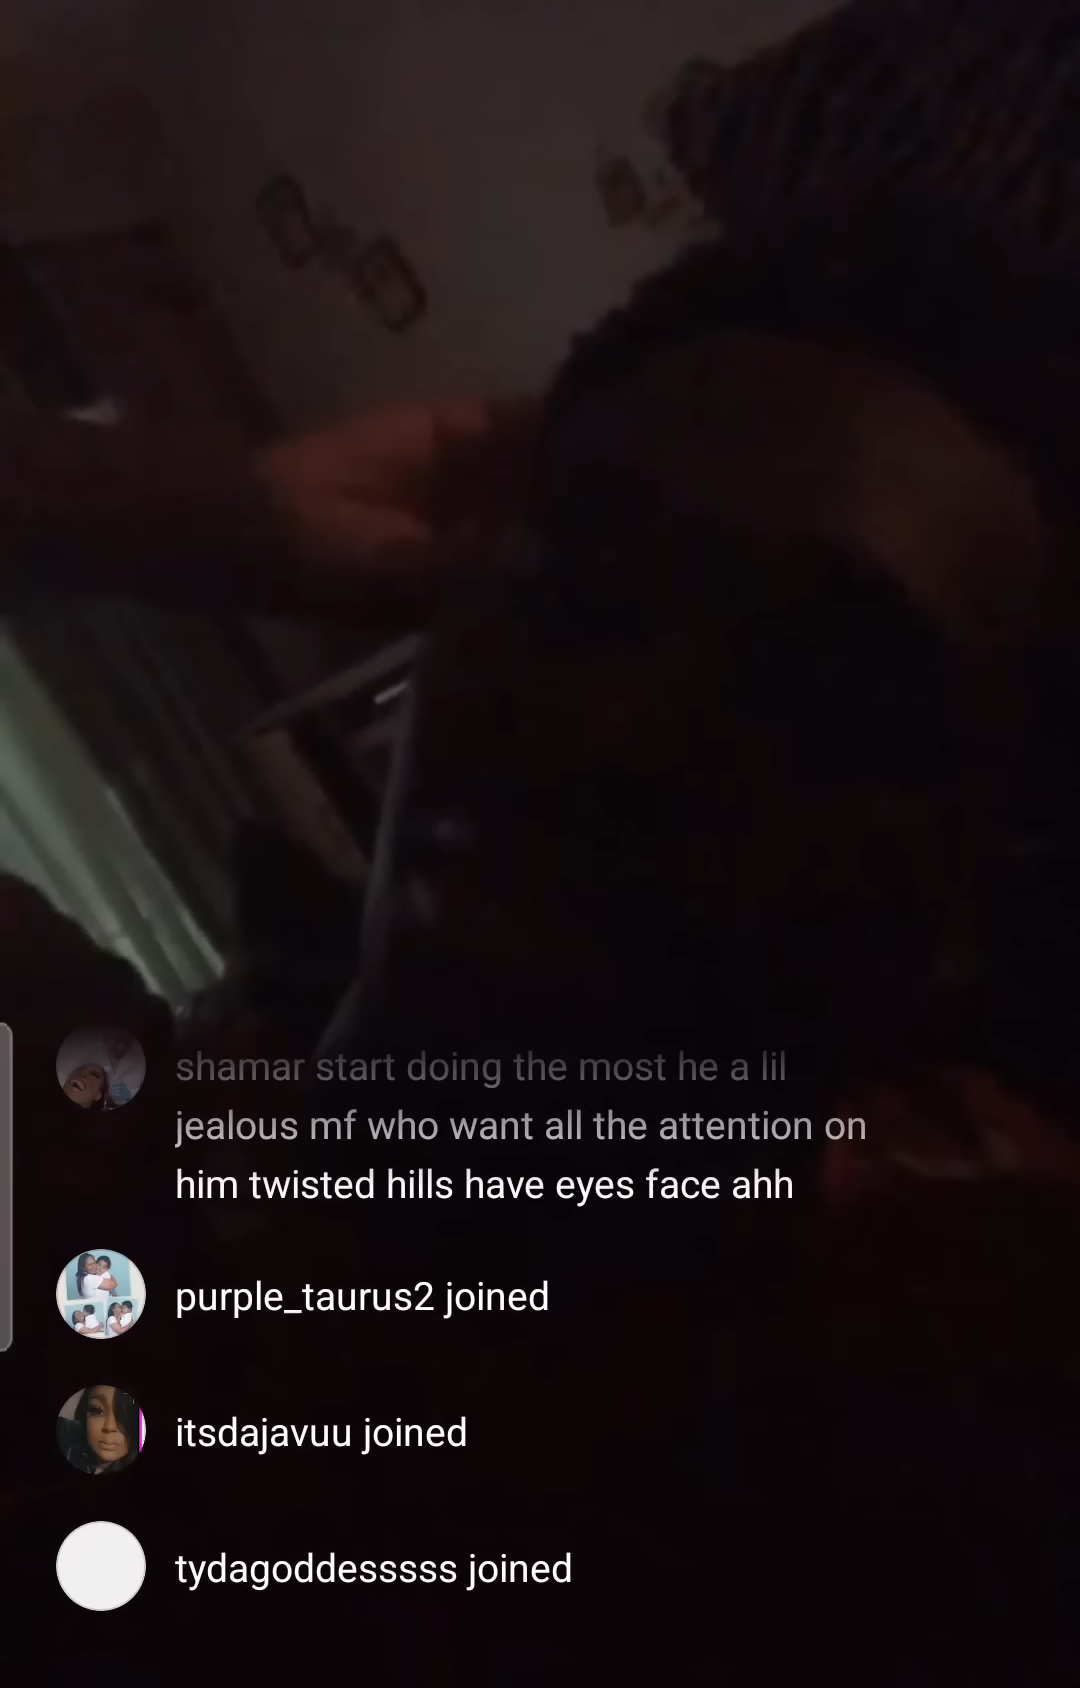 shamar start doing the most he a lil
jealous mf who want all the attention on
him twisted hills have eyes face ahh
purple_taurus2 joined
itsdajavuu joined
tydagoddesssss joined